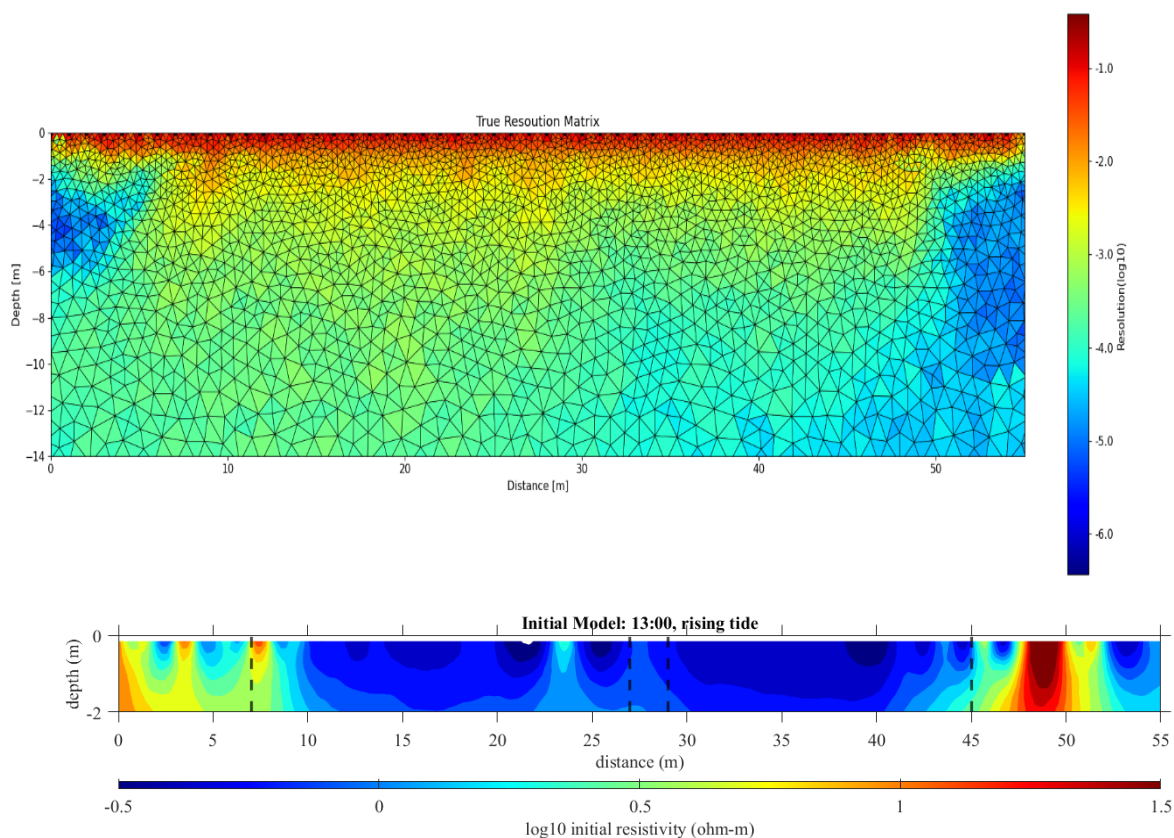 True Resoution Matrix
0
−2
−4
−6
−8
−10
−12
−14
Depth [m]
0 10 20 30 40 50
Distance [m]
-1.0
-2.0
-3.0
-4.0
-5.0
-6.0
Resolution(log10)
Initial Model: 13:00, rising tide
0
-2
depth (m)
0 5 10 15 20 25 30 35 40 45 50 55
distance (m)
-0.5 0 0.5 1 1.5
log10 initial resistivity (ohm-m)